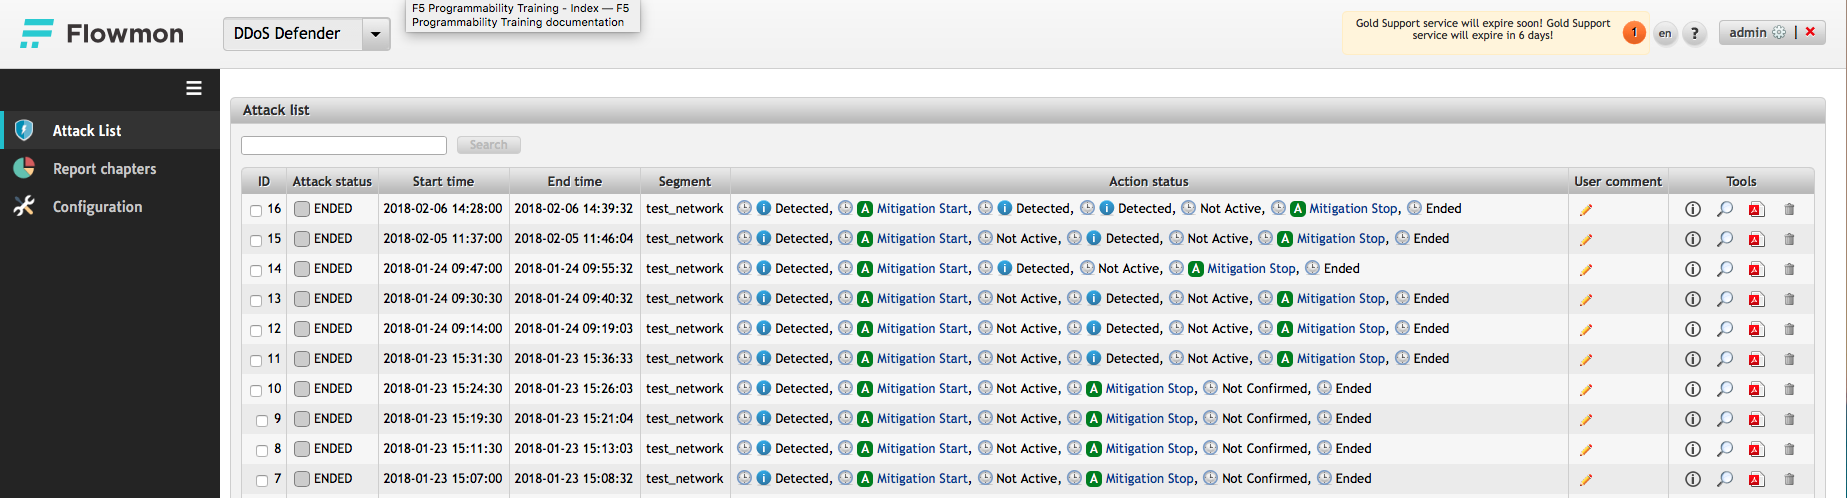 F5 Programmability Training - Index — F5
Programmability Training documentation
Flowmon
DDoS Defender
Gold Support service will expire soon! Gold Support
service will expire in 6 days!
1
en
?
admin
Attack List
Report chapters
Configuration
Attack list
Search
ID Attack status Start time End time Segment Action status User comment Tools
16 ENDED 2018-02-06 14:28:00 2018-02-06 14:39:32 test_network i Detected, A Mitigation Start, i Detected, i Detected, Not Active, A Mitigation Stop, Ended
15 ENDED 2018-02-05 11:37:00 2018-02-05 11:46:04 test_network i Detected, A Mitigation Start, Not Active, i Detected, Not Active, A Mitigation Stop, Ended
14 ENDED 2018-01-24 09:47:00 2018-01-24 09:55:32 test_network i Detected, A Mitigation Start, i Detected, Not Active, A Mitigation Stop, Ended
13 ENDED 2018-01-24 09:30:30 2018-01-24 09:40:32 test_network i Detected, A Mitigation Start, Not Active, i Detected, Not Active, A Mitigation Stop, Ended
12 ENDED 2018-01-24 09:14:00 2018-01-24 09:19:03 test_network i Detected, A Mitigation Start, Not Active, i Detected, Not Active, A Mitigation Stop, Ended
11 ENDED 2018-01-23 15:31:30 2018-01-23 15:36:33 test_network i Detected, A Mitigation Start, Not Active, i Detected, Not Active, A Mitigation Stop, Ended
10 ENDED 2018-01-23 15:24:30 2018-01-23 15:26:03 test_network i Detected, A Mitigation Start, Not Active, A Mitigation Stop, Not Confirmed, Ended
9 ENDED 2018-01-23 15:19:30 2018-01-23 15:21:04 test_network i Detected, A Mitigation Start, Not Active, A Mitigation Stop, Not Confirmed, Ended
8 ENDED 2018-01-23 15:11:30 2018-01-23 15:13:03 test_network i Detected, A Mitigation Start, Not Active, A Mitigation Stop, Not Confirmed, Ended
7 ENDED 2018-01-23 15:07:00 2018-01-23 15:08:32 test_network i Detected, A Mitigation Start, Not Active, A Mitigation Stop, Not Confirmed, Ended